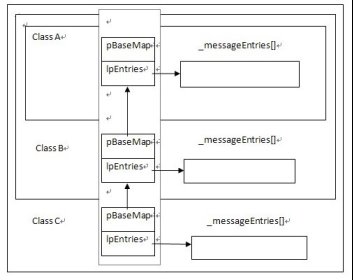 Class A
pBaseMap
_messageEntries[]
lpEntries
Class B
pBaseMap
_messageEntries[]
lpEntries
Class C
pBaseMap
_messageEntries[]
lpEntries